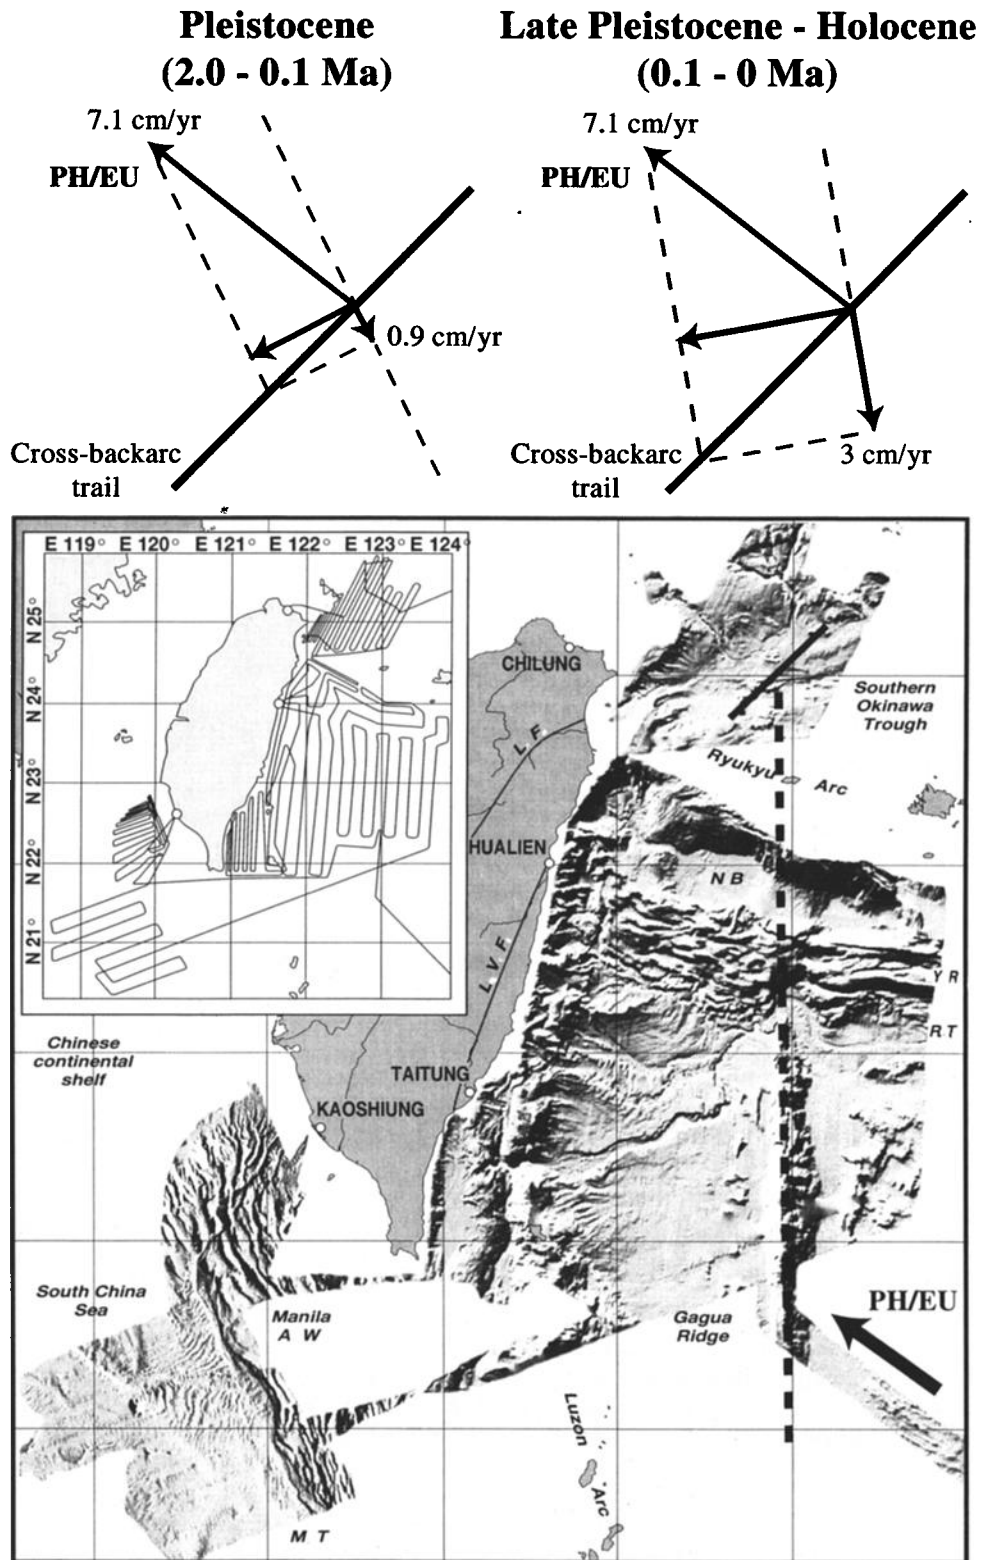 Pleistocene
(2.0 - 0.1 Ma)
Late Pleistocene - Holocene
(0.1 - 0 Ma)
7.1 cm/yr
PH/EU
0.9 cm/yr
Cross-backarc
trail
7.1 cm/yr
PH/EU
3 cm/yr
Cross-backarc
trail
E 119° E 120° E 121° E 122° E 123° E 124°
N 25°
N 24°
N 23°
N 22°
N 21°
CHILUNG
L F
Southern
Okinawa
Trough
Ryukyu Arc
HUALIEN
N B
L V F
Y R
R T
Chinese
continental
shelf
TAITUNG
KAOSHIUNG
South China
Sea
Manila
A W
Gagua
Ridge
PH/EU
Luzon Arc
M T